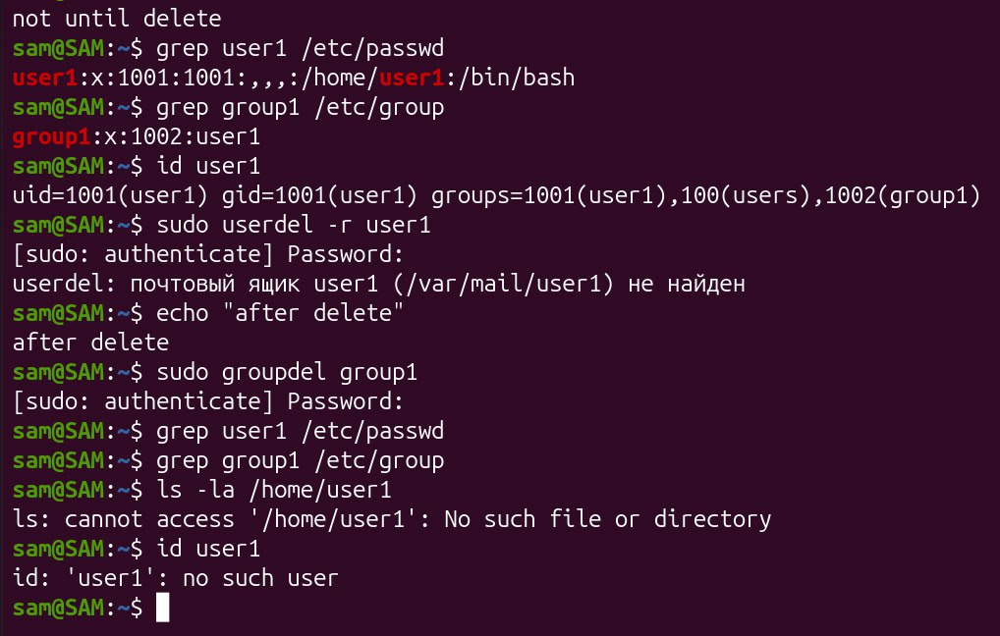 not until delete
sam@SAM:~$ grep user1 /etc/passwd
user1:x:1001:1001:,,,:/home/user1:/bin/bash
sam@SAM:~$ grep group1 /etc/group
group1:x:1002:user1
sam@SAM:~$ id user1
uid=1001(user1) gid=1001(user1) groups=1001(user1),100(users),1002(group1)
sam@SAM:~$ sudo userdel -r user1
[sudo: authenticate] Password:
userdel: почтовый ящик user1 (/var/mail/user1) не найден
sam@SAM:~$ echo "after delete"
after delete
sam@SAM:~$ sudo groupdel group1
[sudo: authenticate] Password:
sam@SAM:~$ grep user1 /etc/passwd
sam@SAM:~$ grep group1 /etc/group
sam@SAM:~$ ls -la /home/user1
ls: cannot access '/home/user1': No such file or directory
sam@SAM:~$ id user1
id: 'user1': no such user
sam@SAM:~$